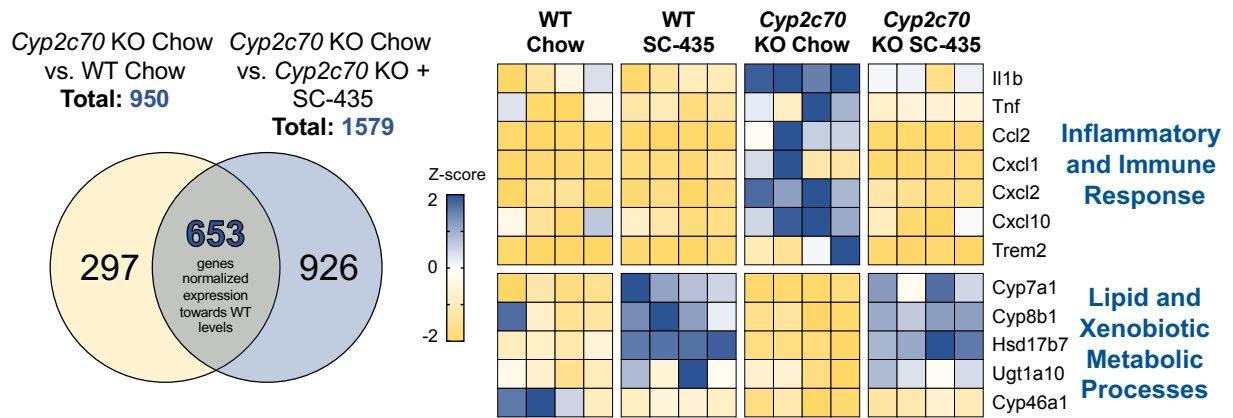 Cyp2c70 KO Chow
vs. WT Chow
Total: 950
Cyp2c70 KO Chow
vs. Cyp2c70 KO +
SC-435
Total: 1579
297
653
genes
normalized
expression
towards WT
levels
926
Z-score
2
0
-2
WT
Chow
WT
SC-435
Cyp2c70
KO Chow
Cyp2c70
KO SC-435
Il1b
Tnf
Ccl2
Cxcl1
Cxcl2
Cxcl10
Trem2
Inflammatory
and Immune
Response
Cyp7a1
Cyp8b1
Hsd17b7
Ugt1a10
Cyp46a1
Lipid and
Xenobiotic
Metabolic
Processes